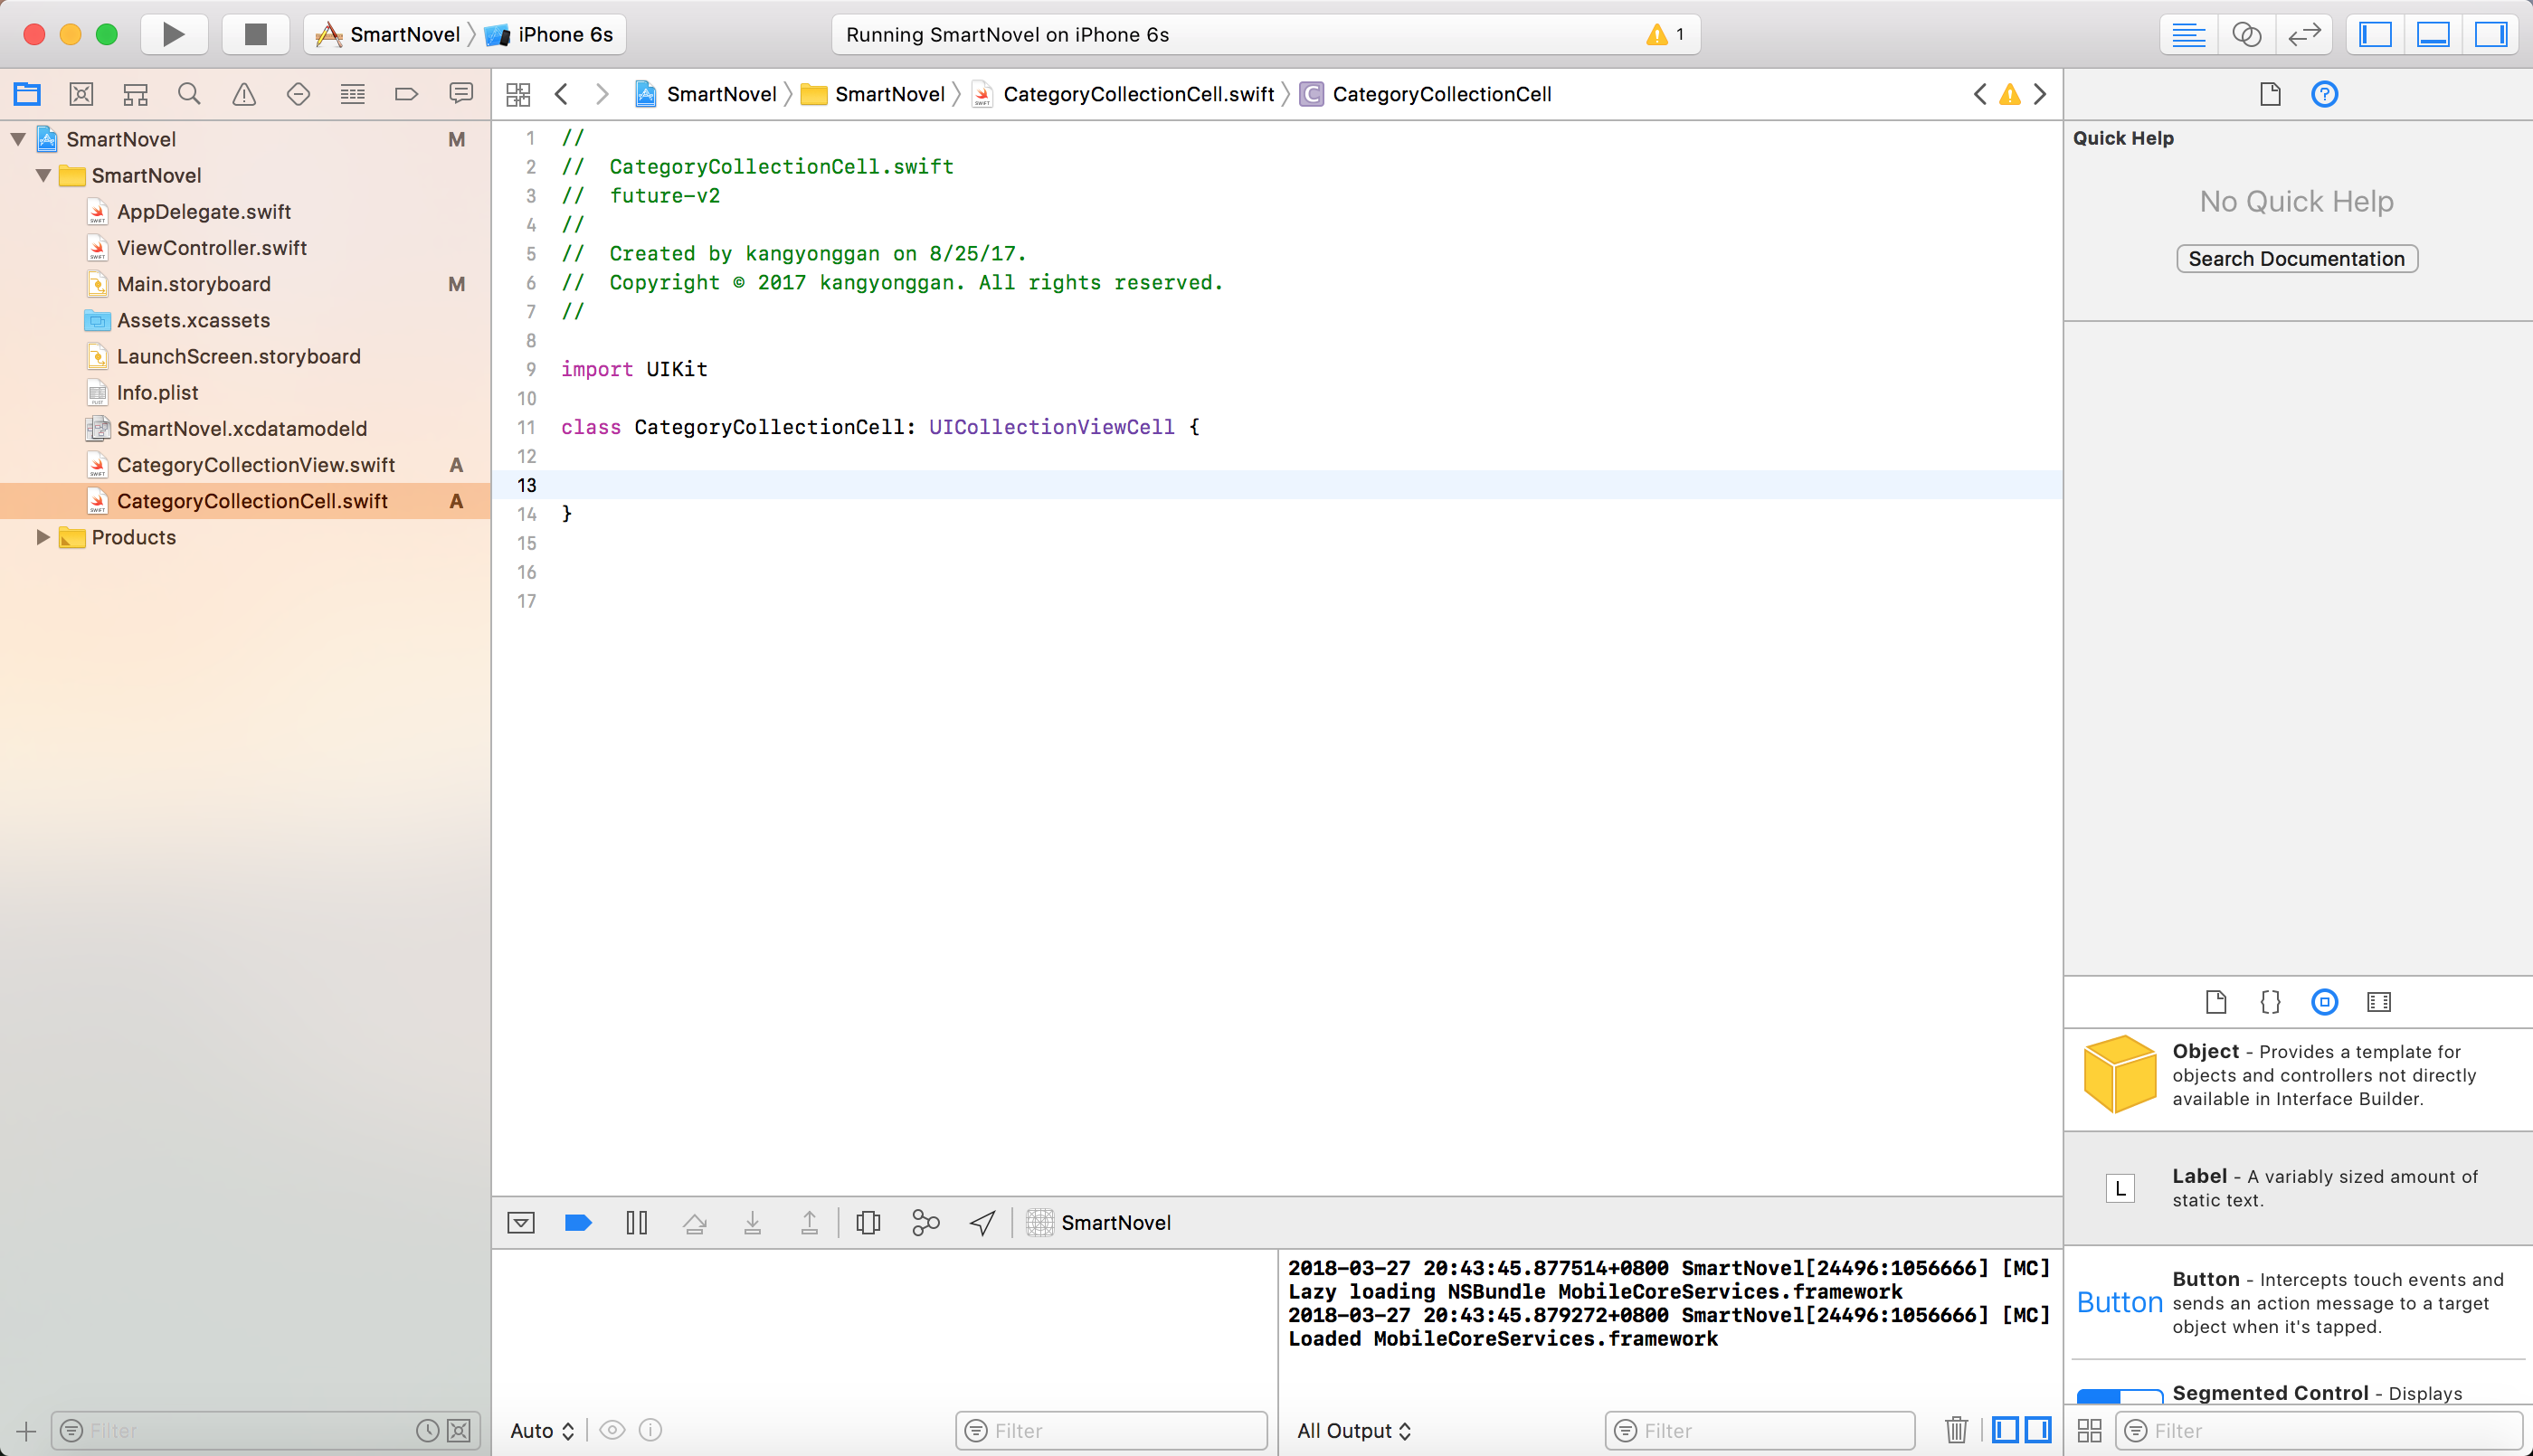 SmartNovel iPhone 6s
Running SmartNovel on iPhone 6s 1
SmartNovel SmartNovel CategoryCollectionCell.swift C CategoryCollectionCell
SmartNovel M
SmartNovel
AppDelegate.swift
ViewController.swift
Main.storyboard M
Assets.xcassets
LaunchScreen.storyboard
Info.plist
SmartNovel.xcdatamodeld
CategoryCollectionView.swift A
CategoryCollectionCell.swift A
Products
Filter
1 //
2 //  CategoryCollectionCell.swift
3 //  future-v2
4 //
5 //  Created by kangyonggan on 8/25/17.
6 //  Copyright © 2017 kangyonggan. All rights reserved.
7 //
8
9 import UIKit
10
11 class CategoryCollectionCell: UICollectionViewCell {
12
13
14 }
15
16
17
SmartNovel
Auto
Filter
2018-03-27 20:43:45.877514+0800 SmartNovel[24496:1056666] [MC]
Lazy loading NSBundle MobileCoreServices.framework
2018-03-27 20:43:45.879272+0800 SmartNovel[24496:1056666] [MC]
Loaded MobileCoreServices.framework
All Output
Filter
Quick Help
No Quick Help
Search Documentation
Object - Provides a template for
objects and controllers not directly
available in Interface Builder.
L
Label - A variably sized amount of
static text.
Button
Button - Intercepts touch events and
sends an action message to a target
object when it's tapped.
Segmented Control - Displays
Filter